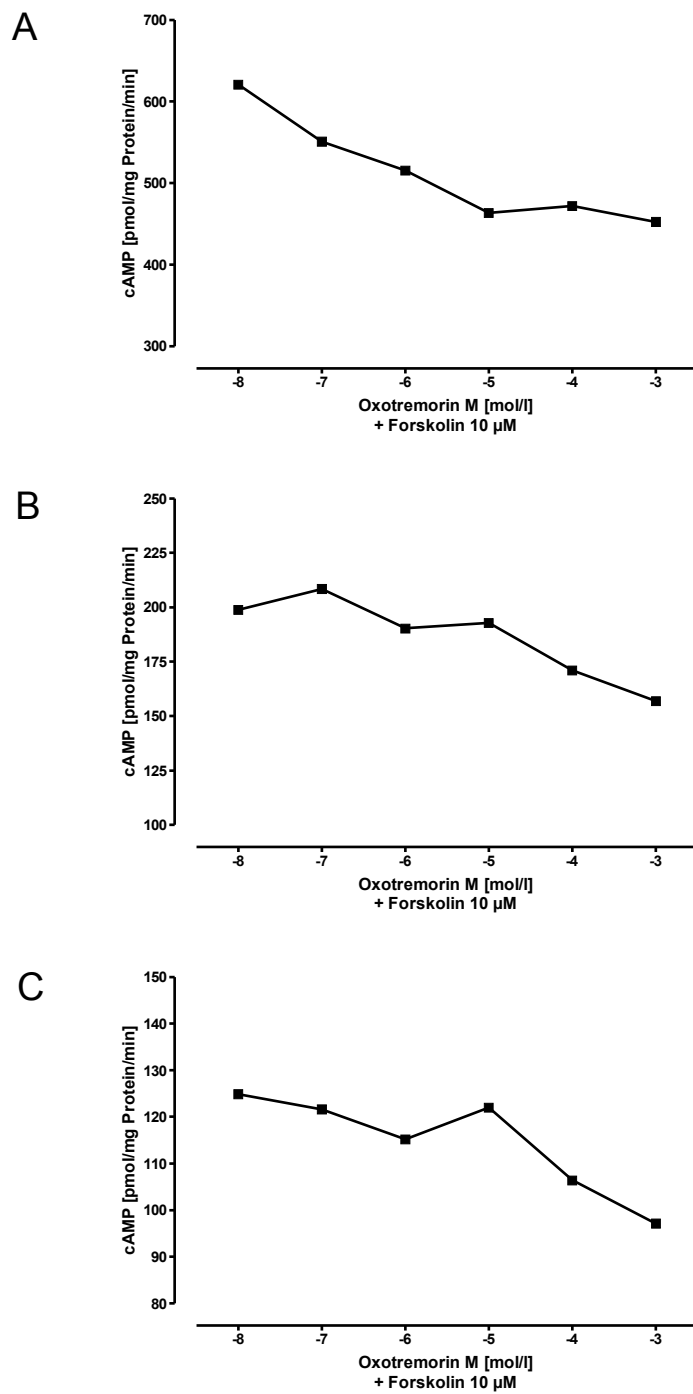 A
cAMP [pmol/mg Protein/min]
700
600
500
400
300
-8 -7 -6 -5 -4 -3
Oxotremorin M [mol/l]
+ Forskolin 10 µM
B
cAMP [pmol/mg Protein/min]
250
225
200
175
150
125
100
-8 -7 -6 -5 -4 -3
Oxotremorin M [mol/l]
+ Forskolin 10 µM
C
cAMP [pmol/mg Protein/min]
150
140
130
120
110
100
90
80
-8 -7 -6 -5 -4 -3
Oxotremorin M [mol/l]
+ Forskolin 10 µM